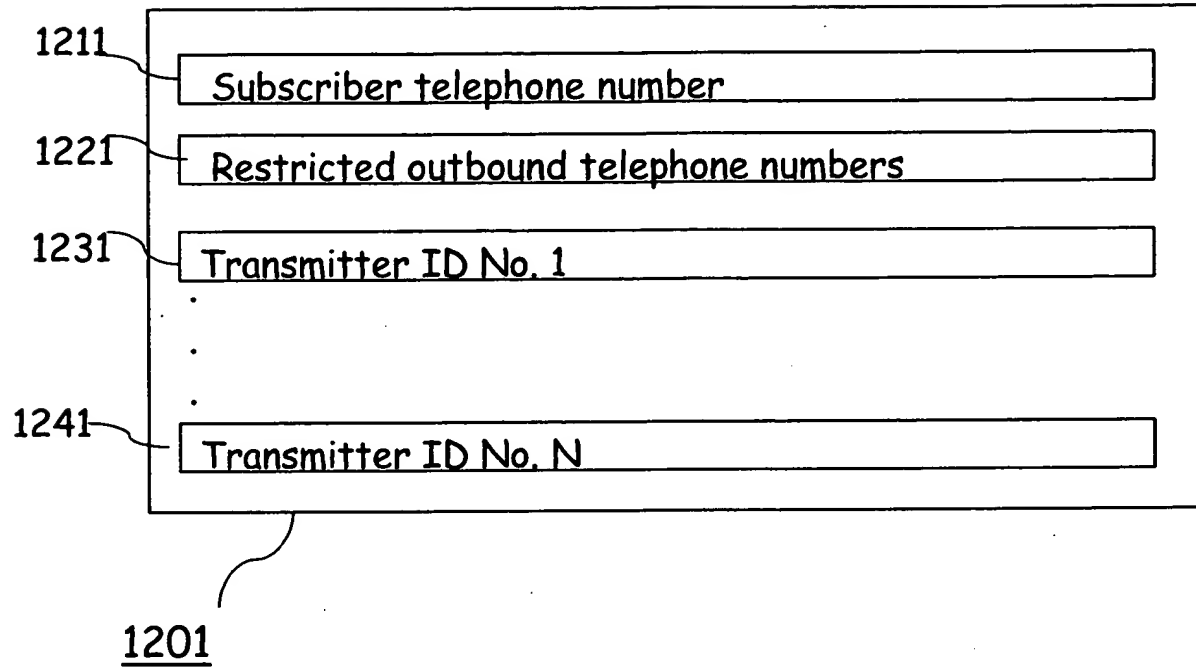 1211
Subscriber telephone number
1221
Restricted outbound telephone numbers
1231
Transmitter ID No. 1
1241
Transmitter ID No. N
1201